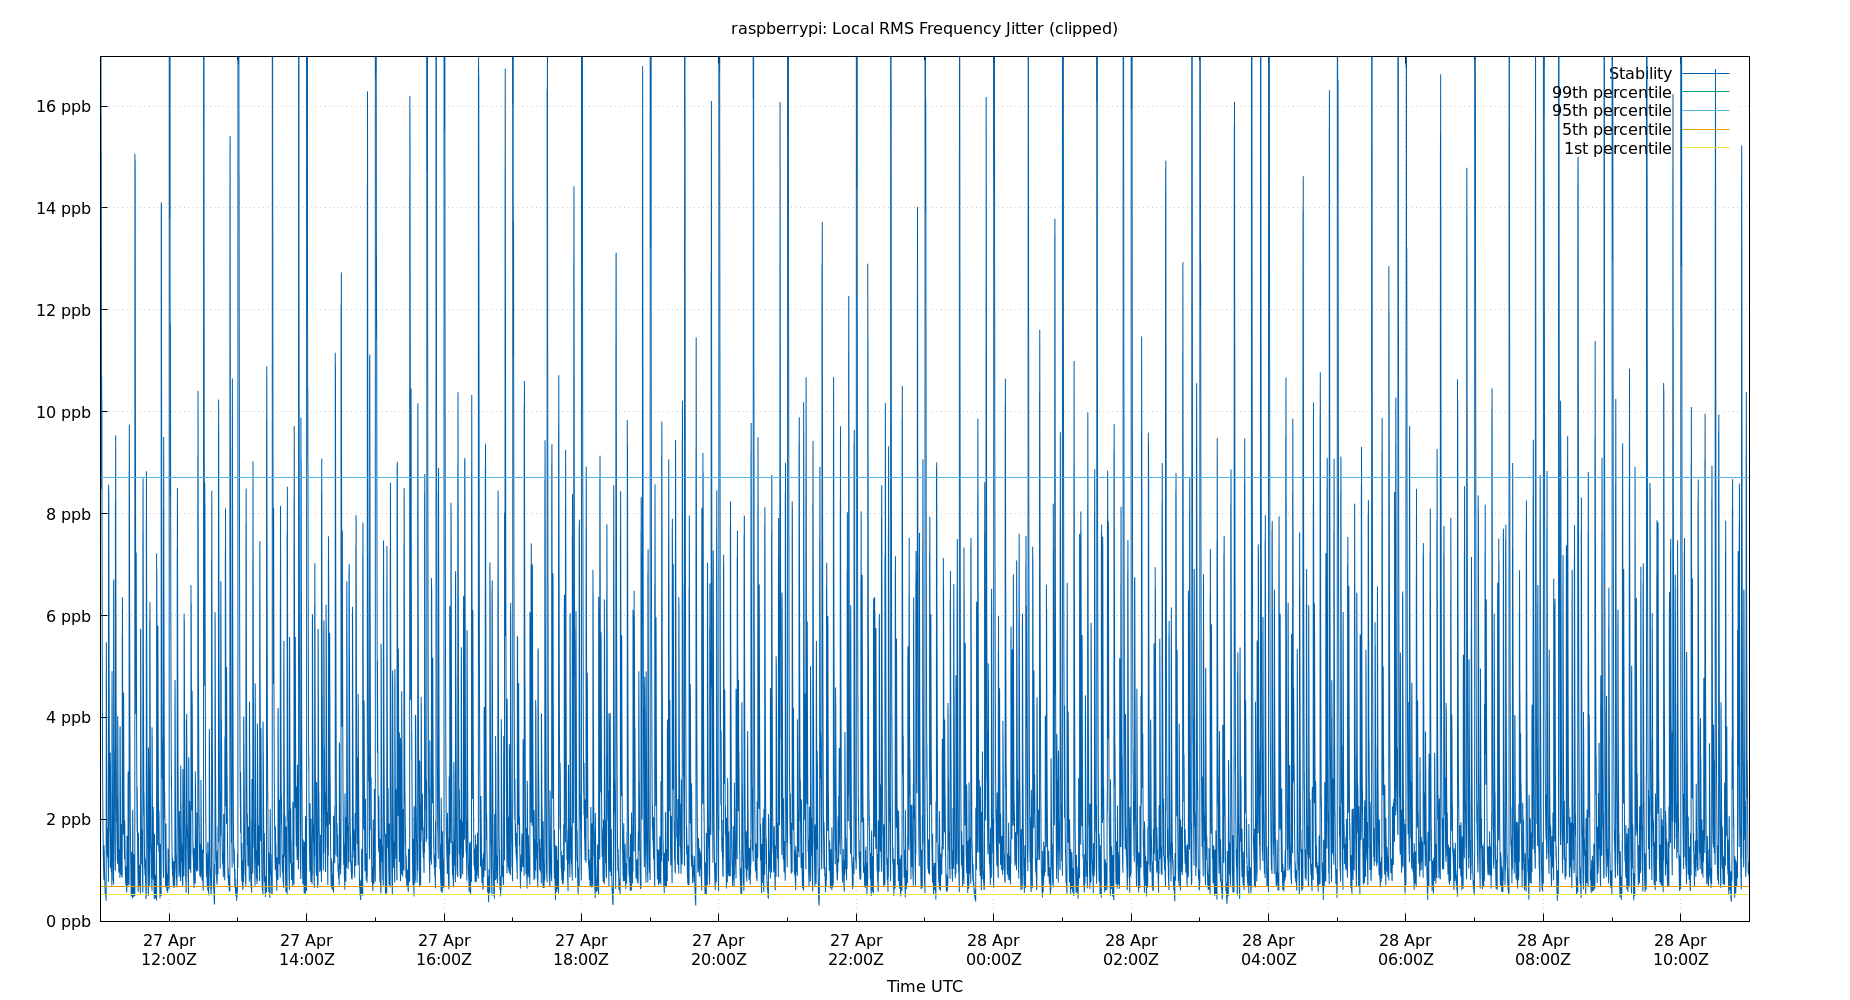 raspberrypi: Local RMS Frequency Jitter (clipped)
Stability
99th percentile
95th percentile
5th percentile
1st percentile
16 ppb
14 ppb
12 ppb
10 ppb
8 ppb
6 ppb
4 ppb
2 ppb
0 ppb
27 Apr 27 Apr 27 Apr 27 Apr 27 Apr 27 Apr 28 Apr 28 Apr 28 Apr 28 Apr 28 Apr 28 Apr
12:00Z 14:00Z 16:00Z 18:00Z 20:00Z 22:00Z 00:00Z 02:00Z 04:00Z 06:00Z 08:00Z 10:00Z
Time UTC